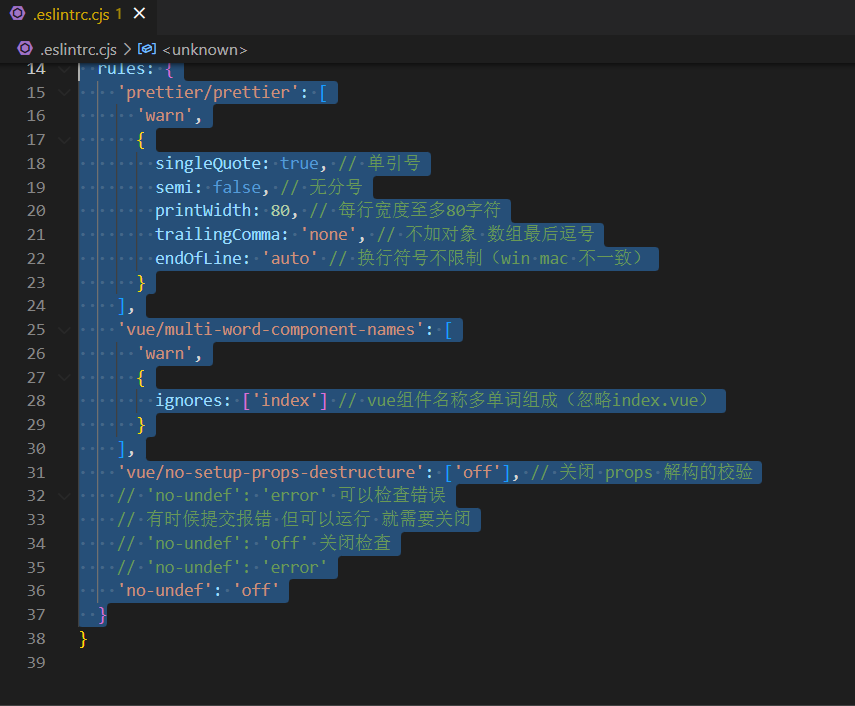 .eslintrc.cjs 1 ×
.eslintrc.cjs > <unknown>
14 rules: {
15 'prettier/prettier': [
16 'warn',
17 {
18 singleQuote: true, // 单引号
19 semi: false, // 无分号
20 printWidth: 80, // 每行宽度至多80字符
21 trailingComma: 'none', // 不加对象 数组最后逗号
22 endOfLine: 'auto' // 换行符号不限制（win mac 不一致）
23 }
24 ],
25 'vue/multi-word-component-names': [
26 'warn',
27 {
28 ignores: ['index'] // vue组件名称多单词组成（忽略index.vue）
29 }
30 ],
31 'vue/no-setup-props-destructure': ['off'], // 关闭 props 解构的校验
32 // 'no-undef': 'error' 可以检查错误
33 // 有时候提交报错 但可以运行 就需要关闭
34 // 'no-undef': 'off' 关闭检查
35 // 'no-undef': 'error'
36 'no-undef': 'off'
37 }
38 }
39